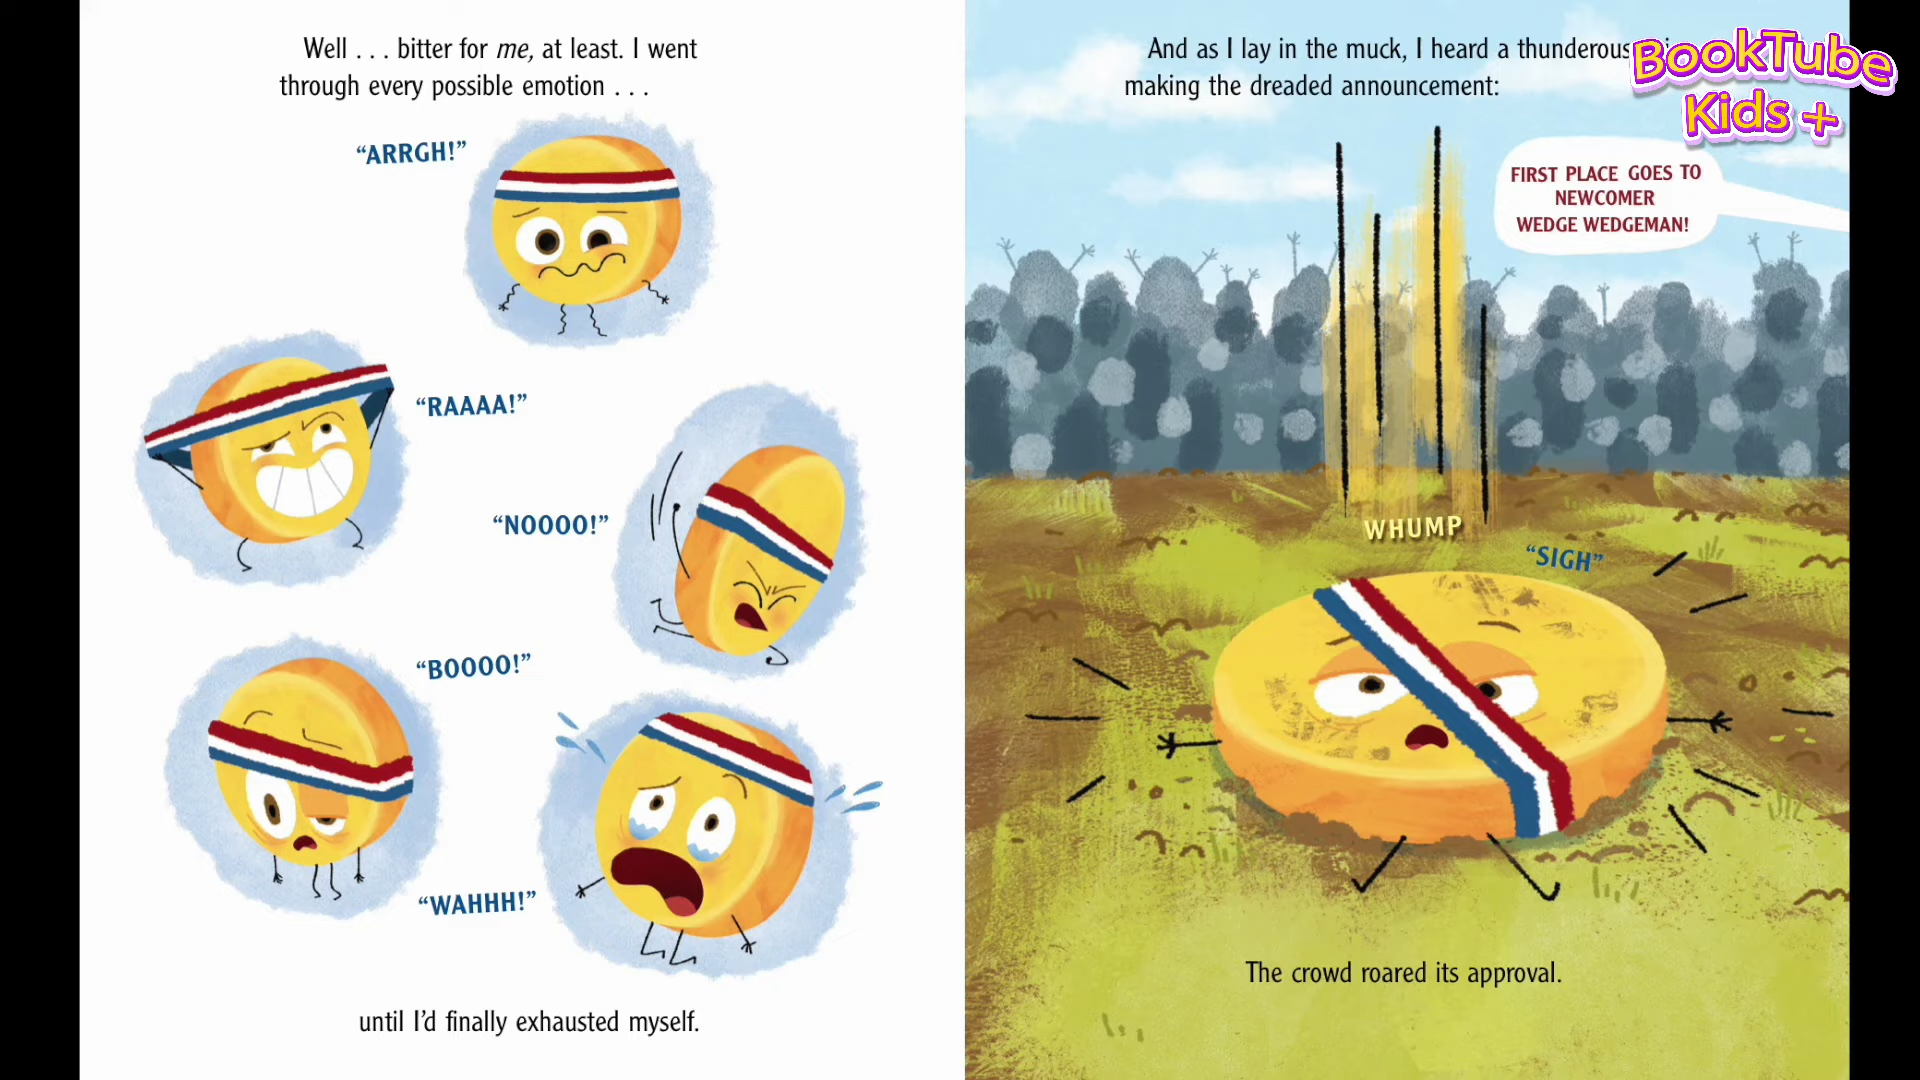 Well . . . bitter for me, at least. I went
through every possible emotion . . .
“ARRGH!”
“RAAAA!”
“NOOOO!”
“BOOOO!”
“WAHHH!”
until I’d finally exhausted myself.
And as I lay in the muck, I heard a thunderous
making the dreaded announcement:
BookTube
Kids +
FIRST PLACE GOES TO
NEWCOMER
WEDGE WEDGEMAN!
WHUMP
“SIGH”
The crowd roared its approval.